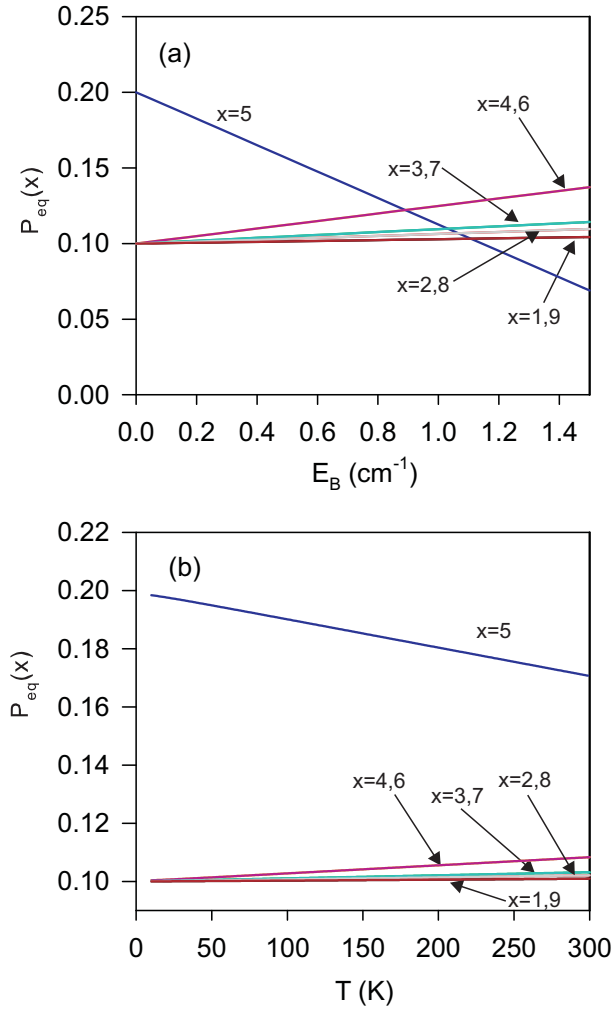 (a)
0.20
x=5
x=4,6
0.15
x=3,7
P_eq(x)
0.10
x=2,8
0.05
x=1,9
0.00
0.0 0.2 0.4 0.6 0.8 1.0 1.2 1.4
E_B (cm^-1)
0.22
(b)
0.20
x=5
0.18
P_eq(x)
0.16
0.14
0.12
x=4,6 x=3,7 x=2,8
0.10
x=1,9
0 50 100 150 200 250 300
T (K)